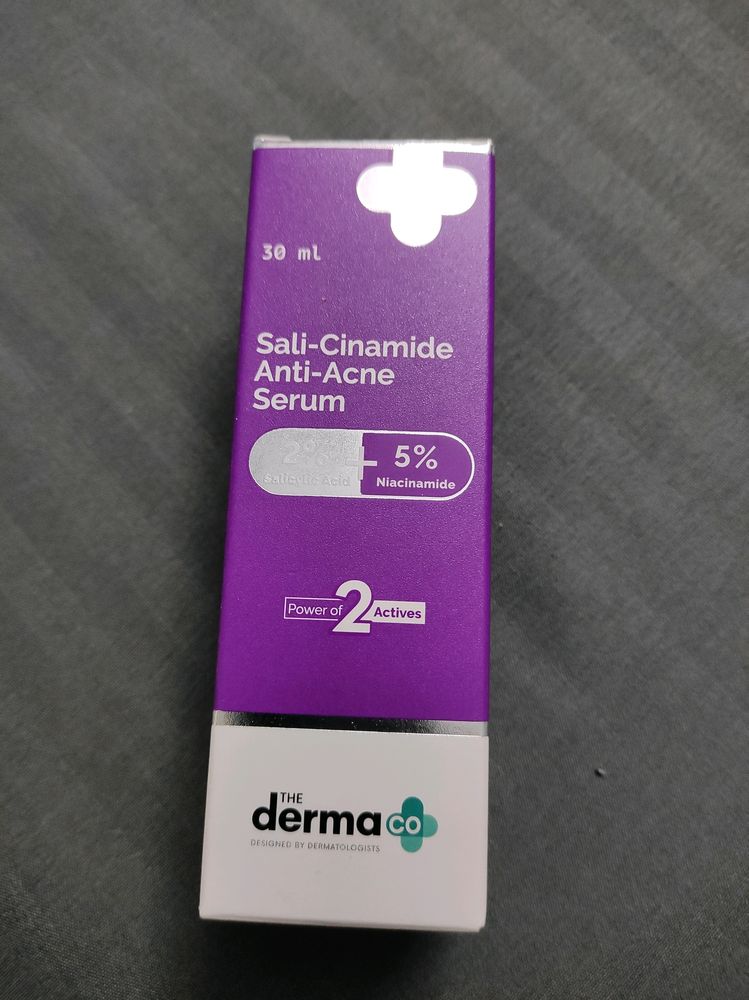 30 ml
Sali-Cinamide
Anti-Acne
Serum
2% + 5%
Salicylic Acid Niacinamide
Power of 2 Actives
THE
derma co
DESIGNED BY DERMATOLOGISTS